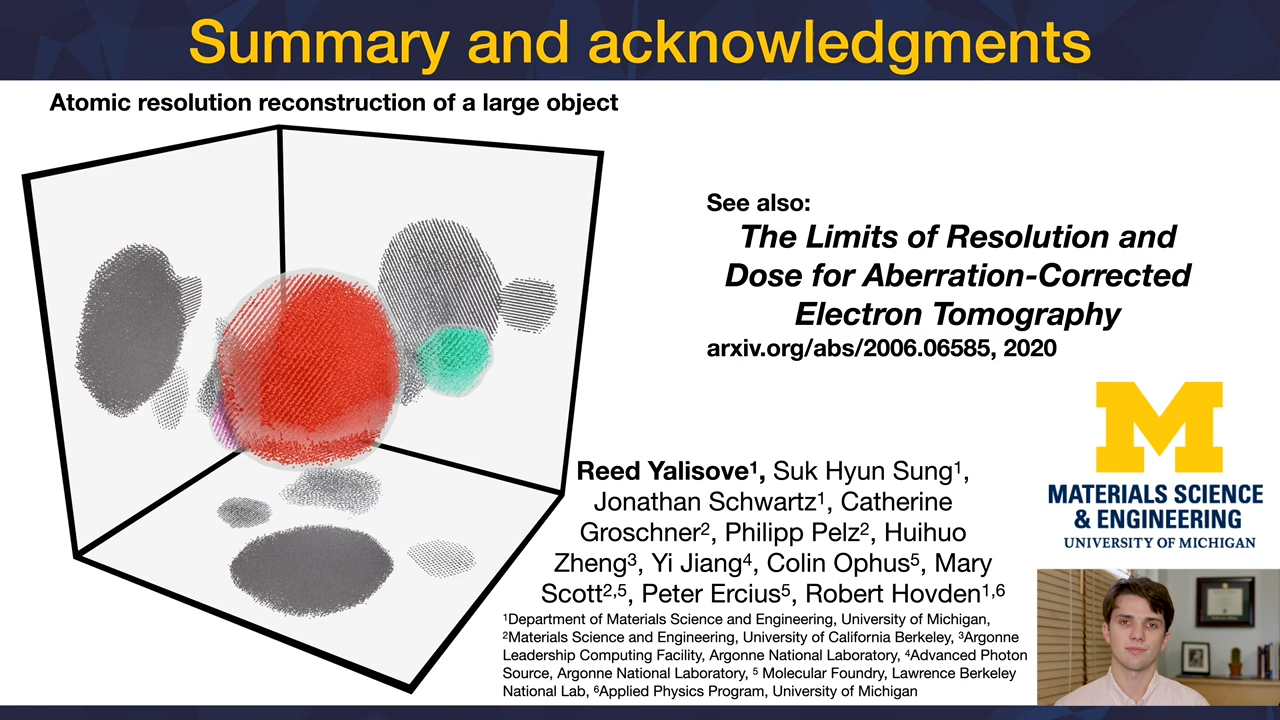 Summary and acknowledgments
Atomic resolution reconstruction of a large object
See also:
The Limits of Resolution and
Dose for Aberration-Corrected
Electron Tomography
arxiv.org/abs/2006.06585, 2020
M
MATERIALS SCIENCE
& ENGINEERING
UNIVERSITY OF MICHIGAN
Reed Yalisove¹, Suk Hyun Sung¹,
Jonathan Schwartz¹, Catherine
Groschner², Philipp Pelz², Huihuo
Zheng³, Yi Jiang⁴, Colin Ophus⁵, Mary
Scott²,⁵, Peter Ercius⁵, Robert Hovden¹,⁶
¹Department of Materials Science and Engineering, University of Michigan,
²Materials Science and Engineering, University of California Berkeley, ³Argonne
Leadership Computing Facility, Argonne National Laboratory, ⁴Advanced Photon
Source, Argonne National Laboratory, ⁵ Molecular Foundry, Lawrence Berkeley
National Lab, ⁶Applied Physics Program, University of Michigan